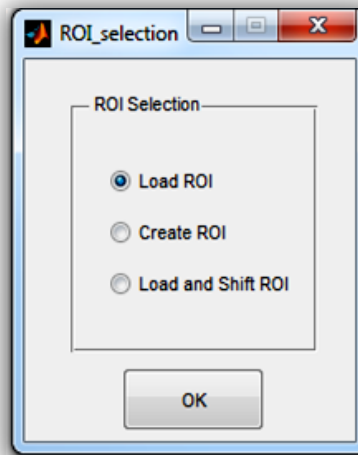 ROI_selection
ROI Selection
Load ROI
Create ROI
Load and Shift ROI
OK